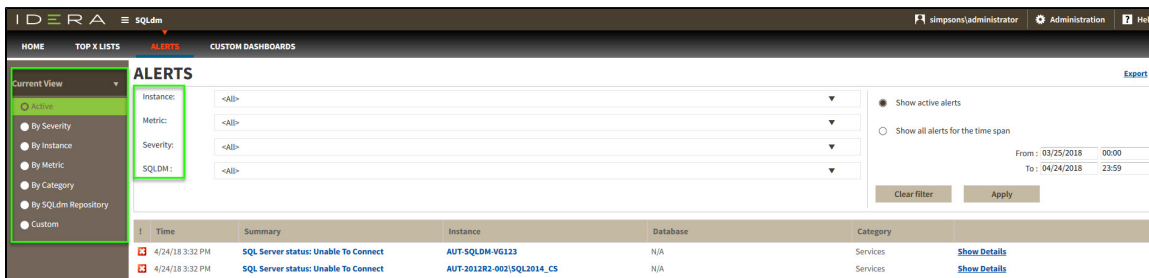 IDERA SQLdm simpsons\administrator Administration ? Hel
HOME TOP X LISTS ALERTS CUSTOM DASHBOARDS
Current View
Active
By Severity
By Instance
By Metric
By Category
By SQLdm Repository
Custom
ALERTS
Export
Instance: <All>
Metric: <All>
Severity: <All>
SQLDM : <All>
Show active alerts
Show all alerts for the time span
From : 03/25/2018 00:00
To : 04/24/2018 23:59
Clear filter Apply
! Time Summary Instance Database Category
4/24/18 3:32 PM SQL Server status: Unable To Connect AUT-SQLDM-VG123 N/A Services Show Details
4/24/18 3:32 PM SQL Server status: Unable To Connect AUT-2012R2-002\SQL2014_CS N/A Services Show Details